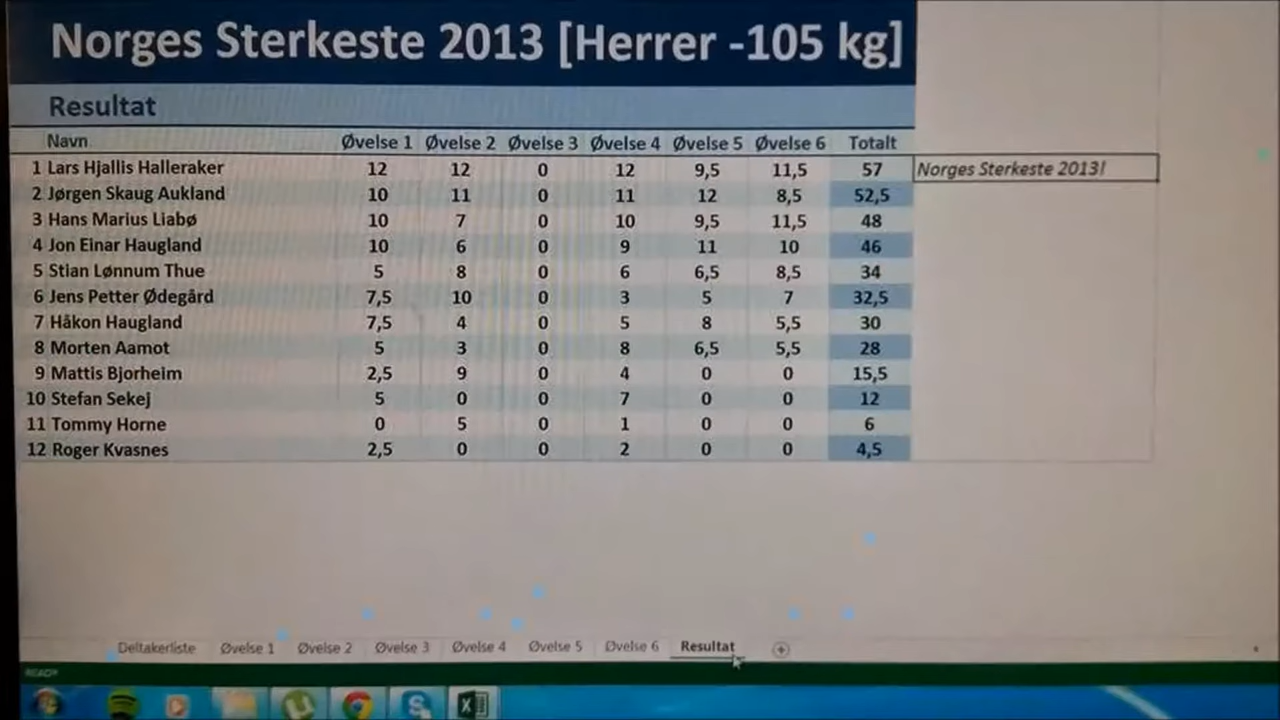 Norges Sterkeste 2013 [Herrer -105 kg]
Resultat
Navn Øvelse 1 Øvelse 2 Øvelse 3 Øvelse 4 Øvelse 5 Øvelse 6 Totalt
1 Lars Hjallis Halleraker 12 12 0 12 9,5 11,5 57 Norges Sterkeste 2013!
2 Jørgen Skaug Aukland 10 11 0 11 12 8,5 52,5
3 Hans Marius Liabø 10 7 0 10 9,5 11,5 48
4 Jon Einar Haugland 10 6 0 9 11 10 46
5 Stian Lønnum Thue 5 8 0 6 6,5 8,5 34
6 Jens Petter Ødegård 7,5 10 0 3 5 7 32,5
7 Håkon Haugland 7,5 4 0 5 8 5,5 30
8 Morten Aamot 5 3 0 8 6,5 5,5 28
9 Mattis Bjorheim 2,5 9 0 4 0 0 15,5
10 Stefan Sekej 5 0 0 7 0 0 12
11 Tommy Horne 0 5 0 1 0 0 6
12 Roger Kvasnes 2,5 0 0 2 0 0 4,5
Deltakerliste Øvelse 1 Øvelse 2 Øvelse 3 Øvelse 4 Øvelse 5 Øvelse 6 Resultat
READY